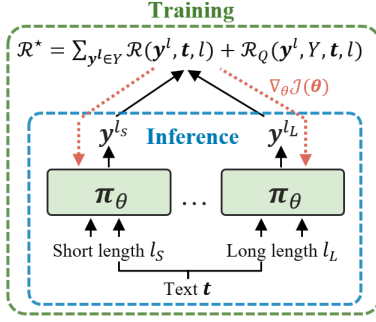 Training
ℛ* = ∑_{𝒚^l∈Y} ℛ(𝒚^l, 𝒕, l) + ℛ_Q(𝒚^l, Y, 𝒕, l)
∇_θ𝒥(𝜽)
𝒚^{l_S} Inference 𝒚^{l_L}
𝝅_θ ... 𝝅_θ
Short length l_S Long length l_L
Text 𝒕